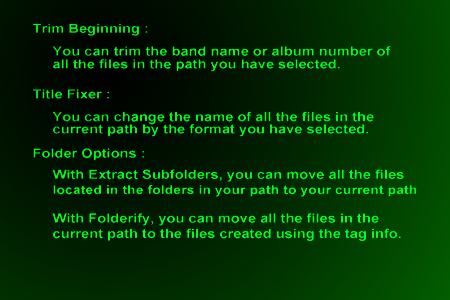 Trim Beginning :
You can trim the band name or album number of
all the files in the path you have selected.
Title Fixer :
You can change the name of all the files in the
current path by the format you have selected.
Folder Options :
With Extract Subfolders, you can move all the files
located in the folders in your path to your current path
With Folderify, you can move all the files in the
current path to the files created using the tag info.